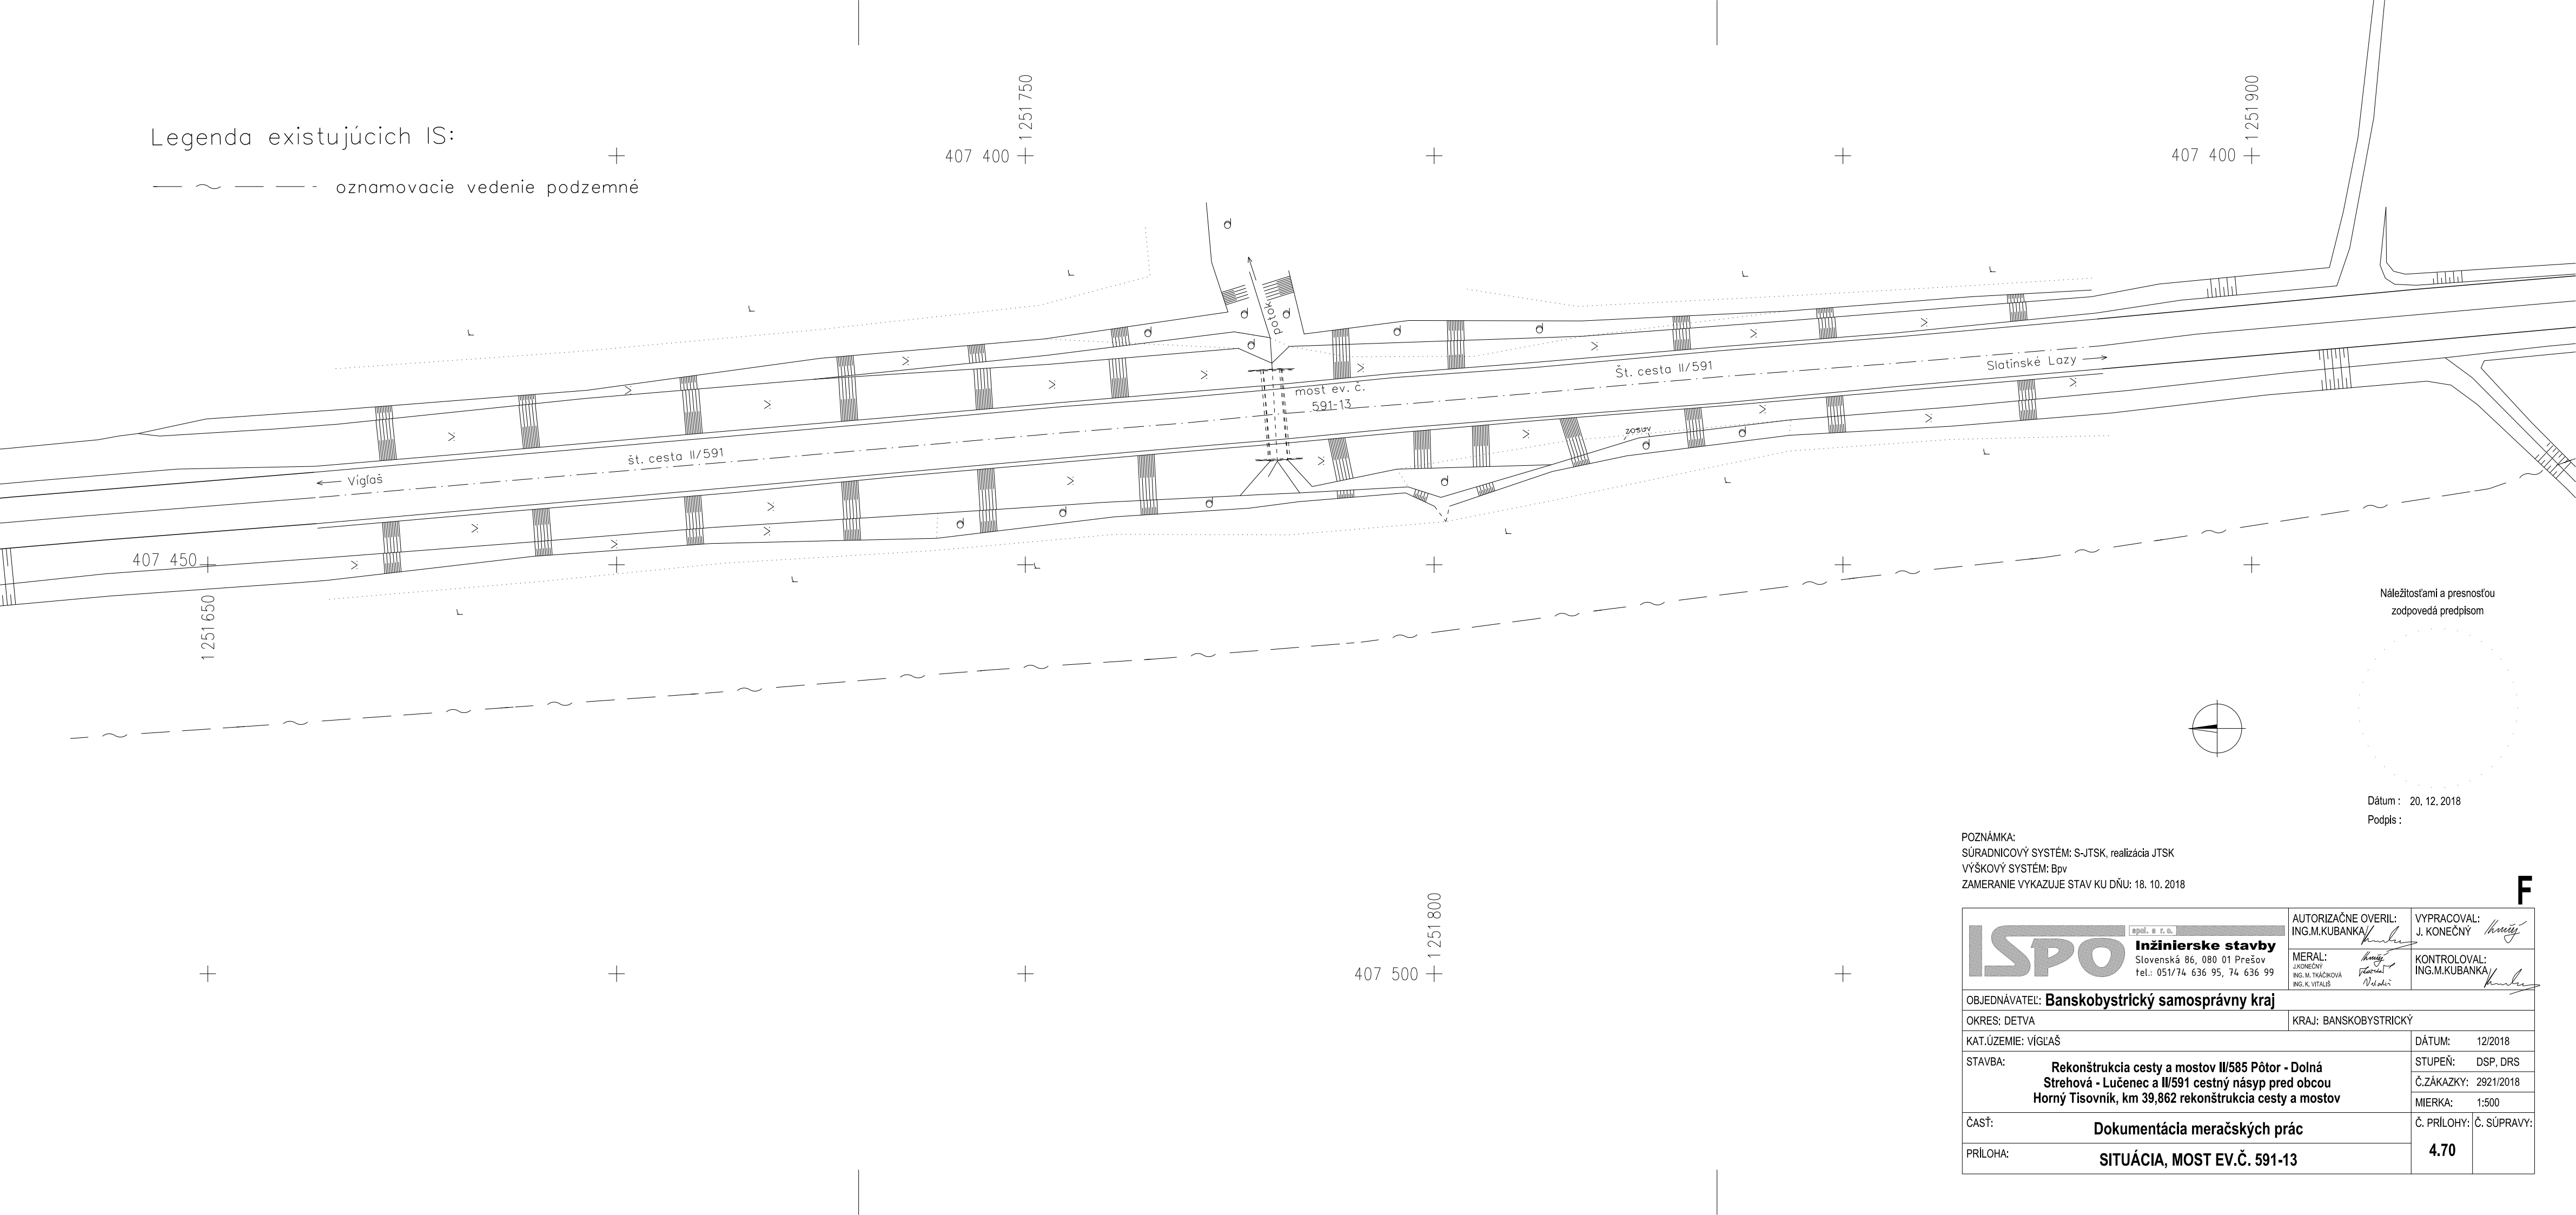 Legenda existujúcich IS:
oznamovacie vedenie podzemné
1251 750
407 400
1251 900
407 400
potok
most ev. č.
591-13
Št. cesta II/591
Slatinské Lazy
zosuv
št. cesta II/591
Vígľaš
407 450
1251 650
1251 800
407 500
Náležitosťami a presnosťou
zodpovedá predpisom
Dátum : 20. 12. 2018
Podpis :
POZNÁMKA:
SÚRADNICOVÝ SYSTÉM: S-JTSK, realizácia JTSK
VÝŠKOVÝ SYSTÉM: Bpv
ZAMERANIE VYKAZUJE STAV KU DŇU: 18. 10. 2018
F
ISPO
spol. s r.o.
Inžinierske stavby
Slovenská 86, 080 01 Prešov
tel.: 051/74 636 95, 74 636 99
AUTORIZAČNE OVERIL:
ING.M.KUBANKA
VYPRACOVAL:
J. KONEČNÝ
MERAL:
J.KONEČNÝ
ING. M. TKÁČIKOVÁ
ING. K. VITALIŠ
KONTROLOVAL:
ING.M.KUBANKA
OBJEDNÁVATEĽ: Banskobystrický samosprávny kraj
OKRES: DETVA
KRAJ: BANSKOBYSTRICKÝ
KAT.ÚZEMIE: VÍGĽAŠ
DÁTUM: 12/2018
STAVBA:
Rekonštrukcia cesty a mostov II/585 Pôtor - Dolná
Strehová - Lučenec a II/591 cestný násyp pred obcou
Horný Tisovník, km 39,862 rekonštrukcia cesty a mostov
STUPEŇ: DSP, DRS
Č.ZÁKAZKY: 2921/2018
MIERKA: 1:500
ČASŤ:
Dokumentácia meračských prác
Č. PRÍLOHY: Č. SÚPRAVY:
4.70
PRÍLOHA:
SITUÁCIA, MOST EV.Č. 591-13